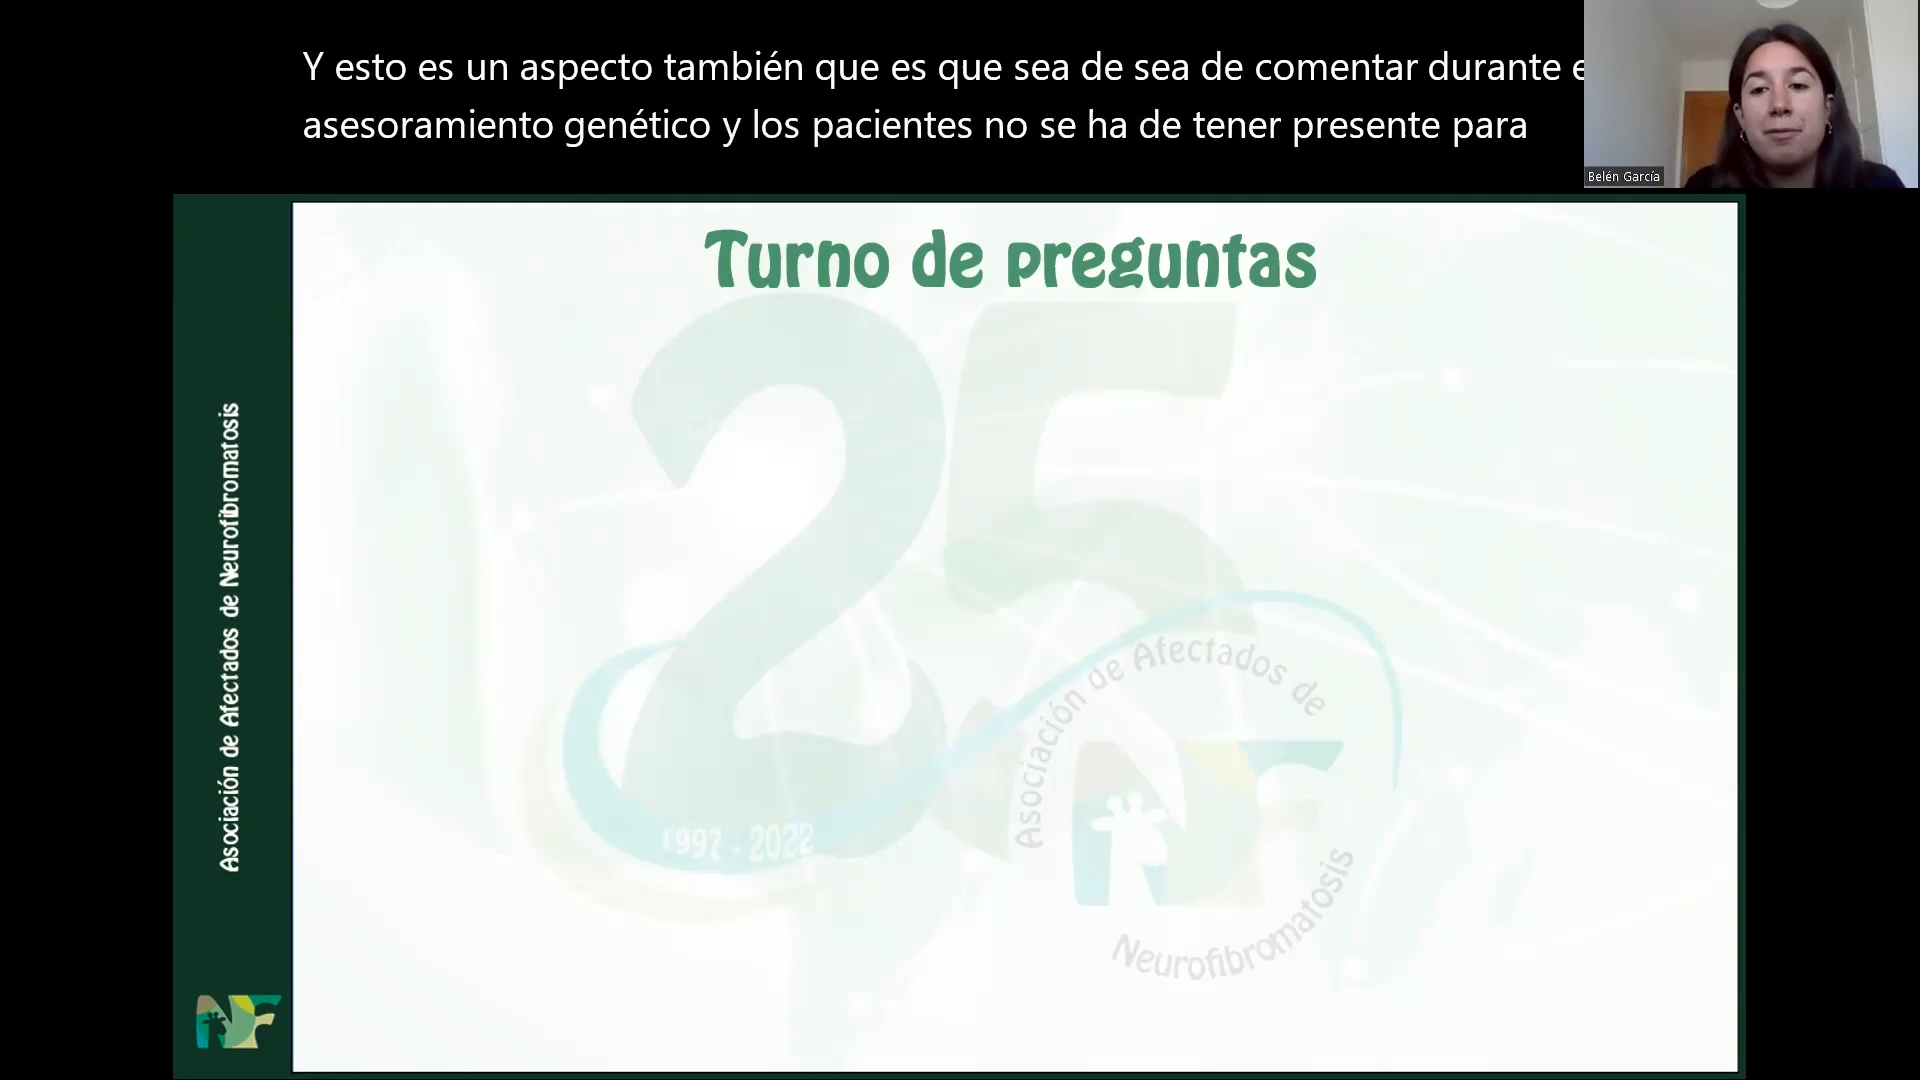 Y esto es un aspecto también que es que sea de sea de comentar durante e
asesoramiento genético y los pacientes no se ha de tener presente para
Belén García
Turno de preguntas
Asociación de Afectados de Neurofibromatosis
1997 - 2022
Asociación de Afectados de
NF
Neurofibromatosis
NF